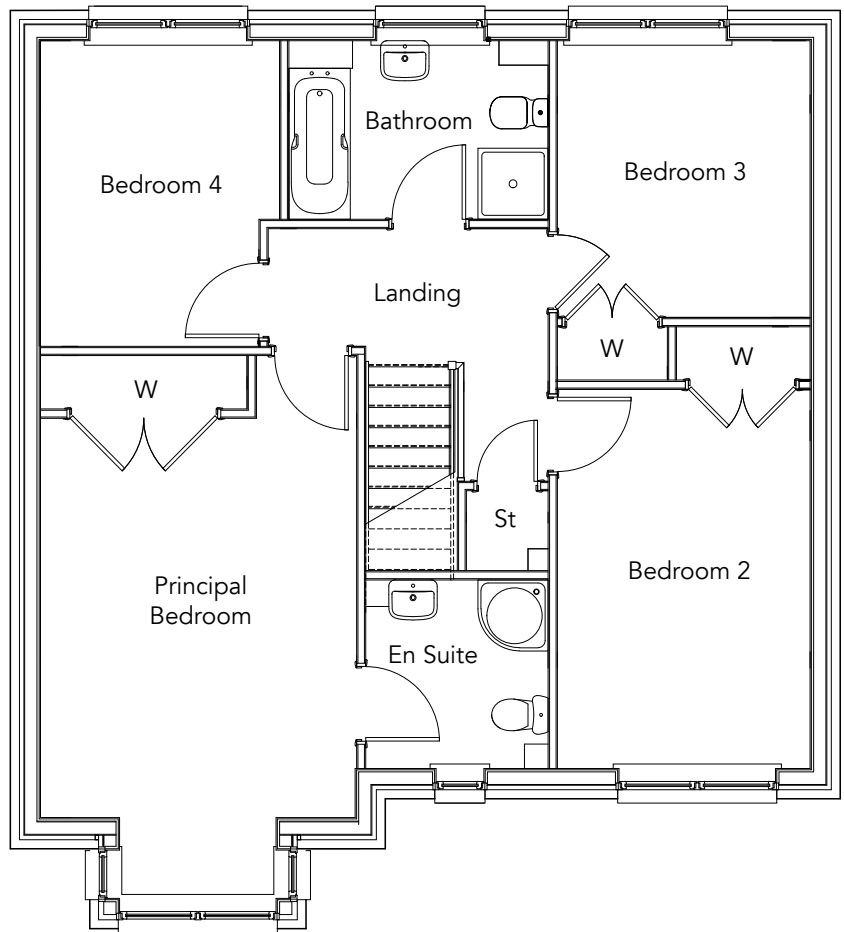 Bathroom
Bedroom 4
Bedroom 3
Landing
W
W
W
St
Principal
Bedroom
Bedroom 2
En Suite